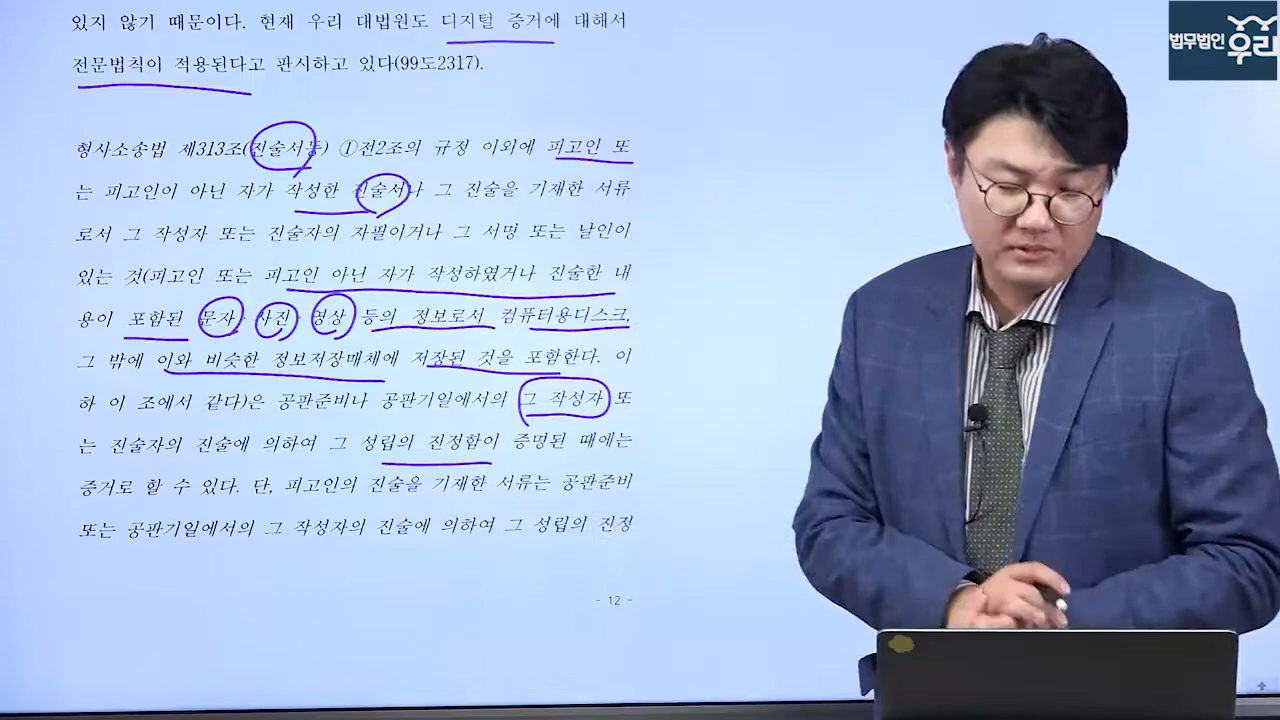 있지 않기 때문이다. 현재 우리 대법원도 디지털 증거에 대해서
전문법칙이 적용된다고 판시하고 있다(99도2317).
형사소송법 제313조(진술서등) ①전2조의 규정 이외에 피고인 또
는 피고인이 아닌 자가 작성한 진술서나 그 진술을 기재한 서류
로서 그 작성자 또는 진술자의 자필이거나 그 서명 또는 날인이
있는 것(피고인 또는 피고인 아닌 자가 작성하였거나 진술한 내
용이 포함된 문자 사진 영상 등의 정보로서 컴퓨터용디스크,
그 밖에 이와 비슷한 정보저장매체에 저장된 것을 포함한다. 이
하 이 조에서 같다)은 공판준비나 공판기일에서의 그 작성자 또
는 진술자의 진술에 의하여 그 성립의 진정함이 증명된 때에는
증거로 할 수 있다. 단, 피고인의 진술을 기재한 서류는 공판준비
또는 공판기일에서의 그 작성자의 진술에 의하여 그 성립의 진정
- 12 -
법무법인 우리